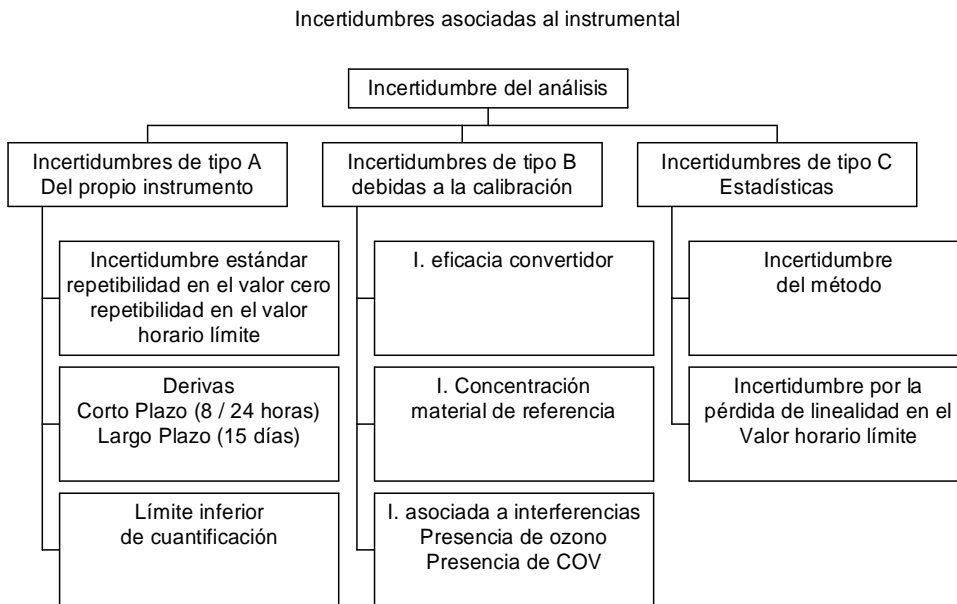 Incertidumbres asociadas al instrumental
Incertidumbre del análisis
Incertidumbres de tipo A
Del propio instrumento
Incertidumbres de tipo B
debidas a la calibración
Incertidumbres de tipo C
Estadísticas
Incertidumbre estándar
repetibilidad en el valor cero
repetibilidad en el valor
horario límite
I. eficacia convertidor
Incertidumbre
del método
Derivas
Corto Plazo (8 / 24 horas)
Largo Plazo (15 días)
I. Concentración
material de referencia
Incertidumbre por la
pérdida de linealidad en el
Valor horario límite
Límite inferior
de cuantificación
I. asociada a interferencias
Presencia de ozono
Presencia de COV